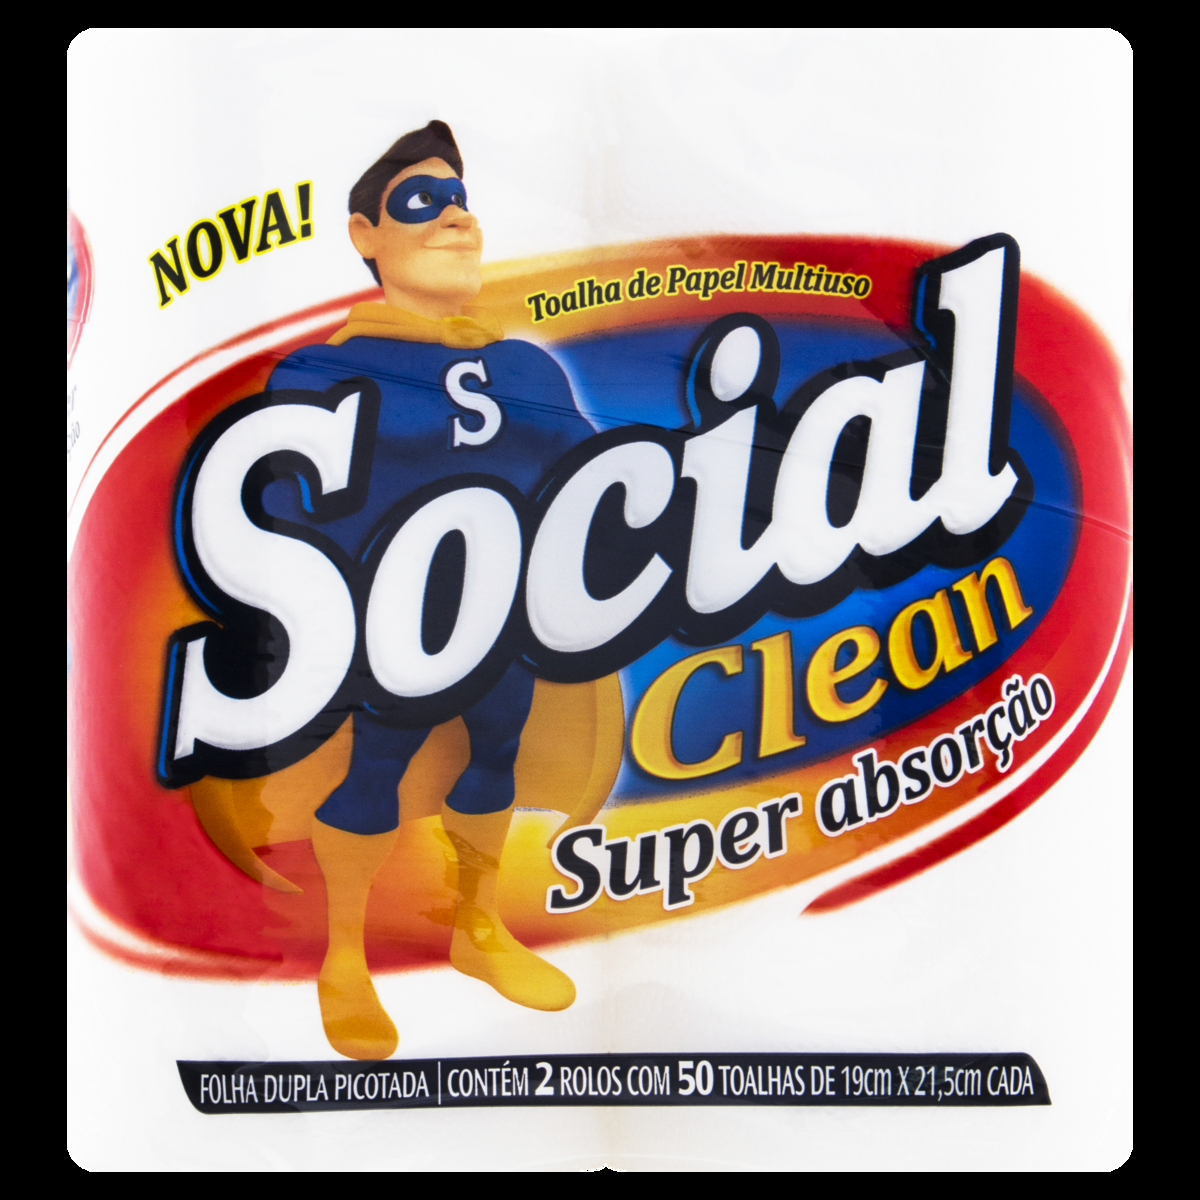 NOVA!
Toalha de Papel Multiuso
S
Social
Clean
Super absorção
FOLHA DUPLA PICOTADA | CONTÉM 2 ROLOS COM 50 TOALHAS DE 19cm X 21,5cm CADA